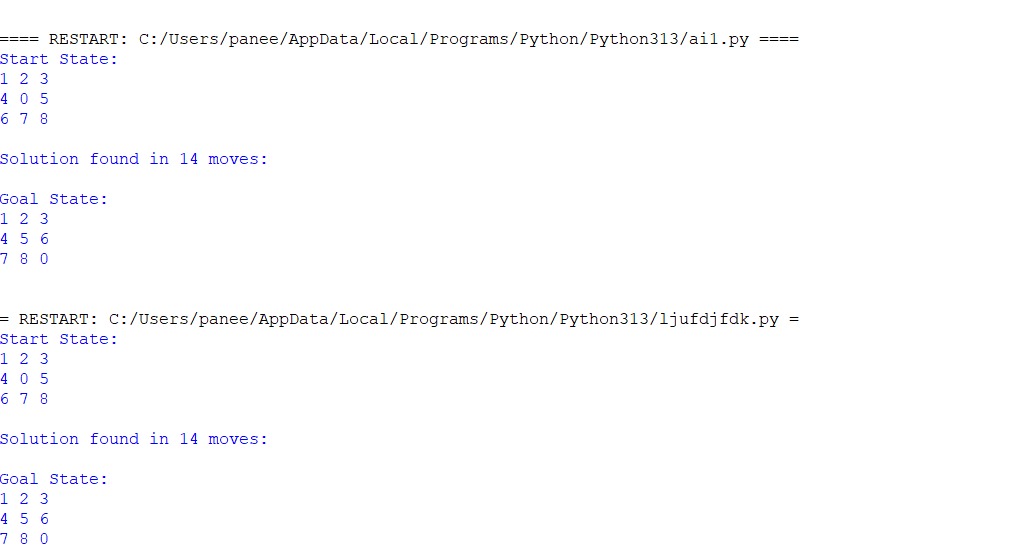 ==== RESTART: C:/Users/panee/AppData/Local/Programs/Python/Python313/ai1.py ====
Start State:
1 2 3
4 0 5
6 7 8
Solution found in 14 moves:
Goal State:
1 2 3
4 5 6
7 8 0
= RESTART: C:/Users/panee/AppData/Local/Programs/Python/Python313/ljufdjfdk.py =
Start State:
1 2 3
4 0 5
6 7 8
Solution found in 14 moves:
Goal State:
1 2 3
4 5 6
7 8 0